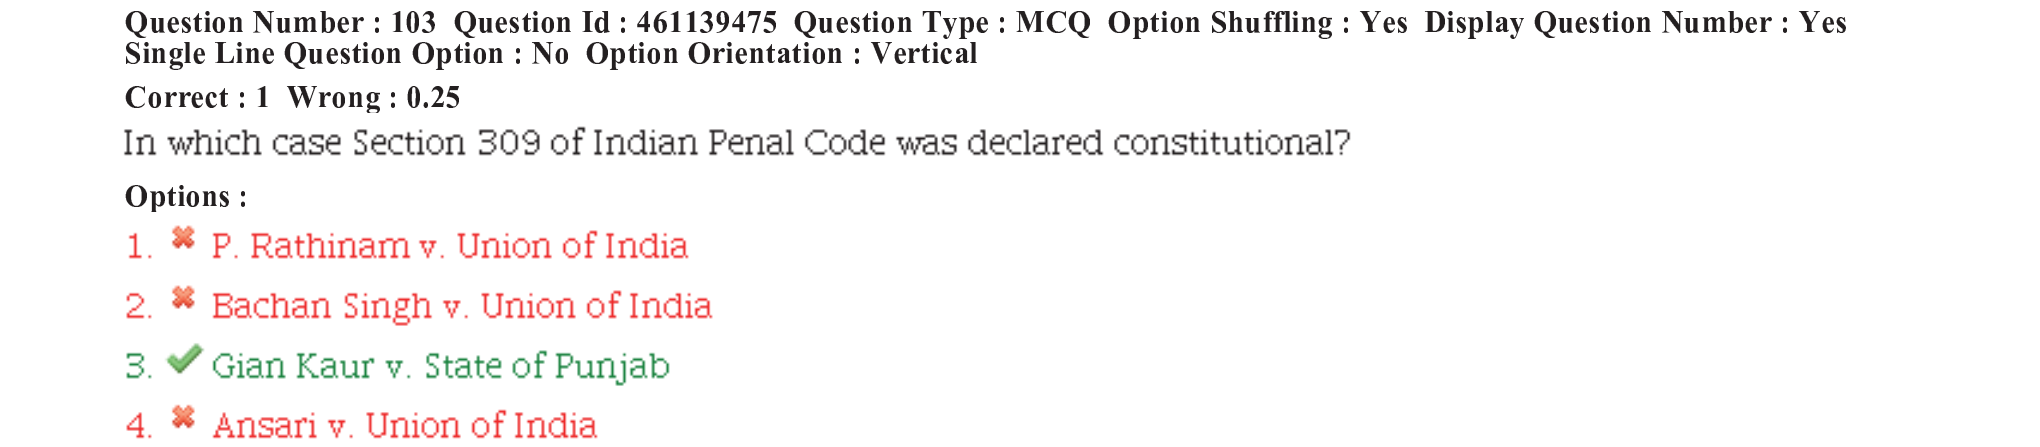 Question Number : 103 Question Id : 461139475 Question Type : MCQ Option Shuffling : Yes Display Question Number : Yes
Single Line Question Option : No Option Orientation : Vertical
Correct : 1 Wrong : 0.25
In which case Section 309 of Indian Penal Code was declared constitutional?
Options :
1. ✖ P. Rathinam v. Union of India
2. ✖ Bachan Singh v. Union of India
3. ✔ Gian Kaur v. State of Punjab
4. ✖ Ansari v. Union of India